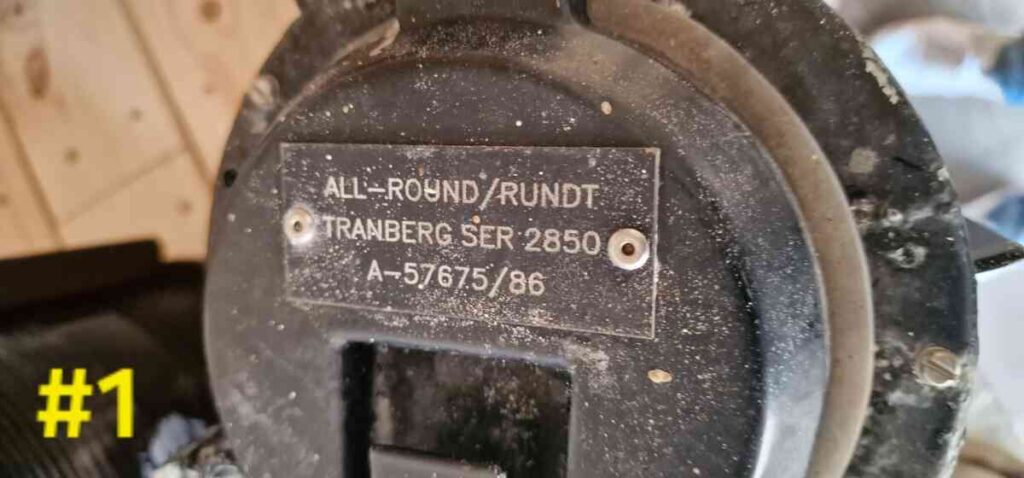 ALL-ROUND/RUNDT
TRANBERG SER 2850
A-57675/86
#1